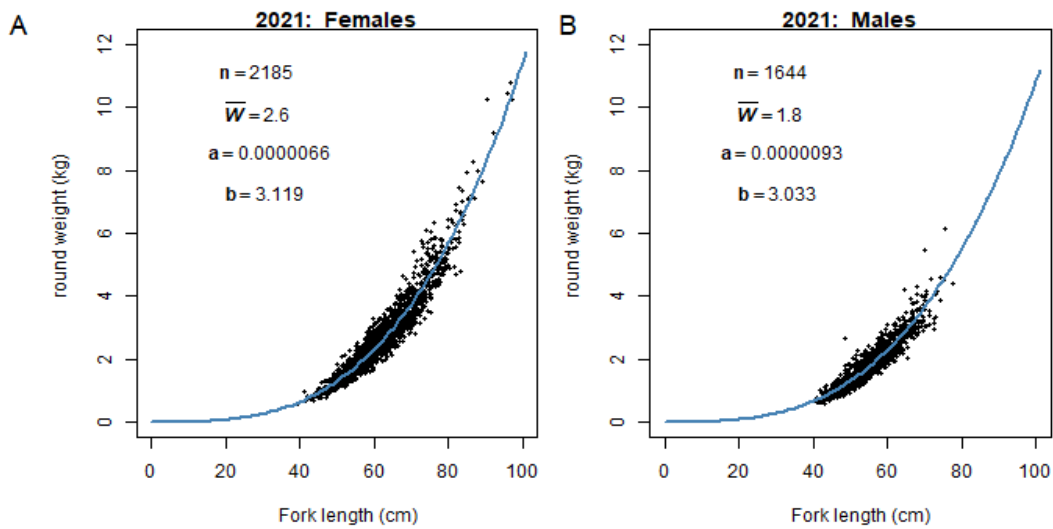 A
2021: Females
12
10
8
6
4
2
0
round weight (kg)
n = 2185
W = 2.6
a = 0.0000066
b = 3.119
0 20 40 60 80 100
Fork length (cm)
B
2021: Males
12
10
8
6
4
2
0
round weight (kg)
n = 1644
W = 1.8
a = 0.0000093
b = 3.033
0 20 40 60 80 100
Fork length (cm)